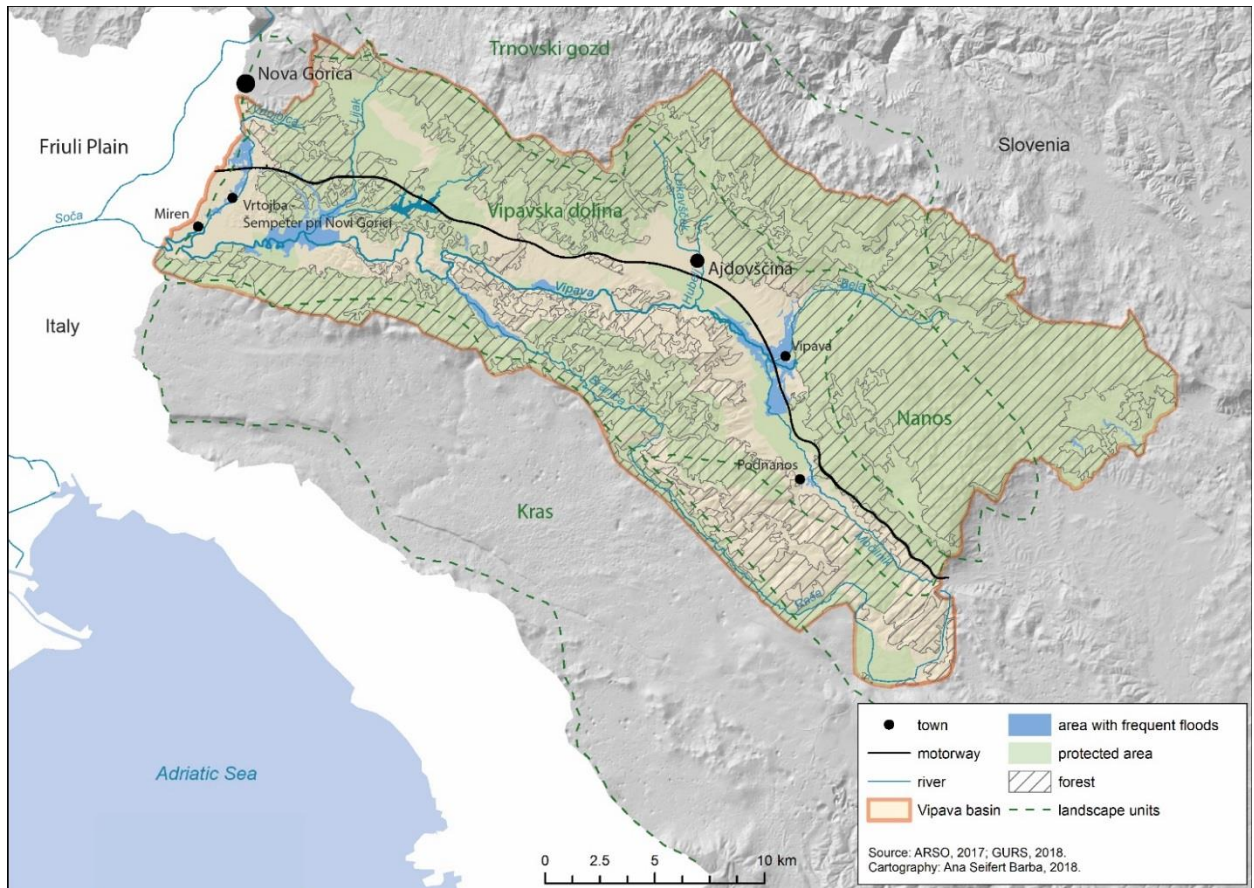 Trnovski gozd
Nova Gorica
Slovenia
Vrtojbica
Lijak
Friuli Plain
Lokavšček
Soča
Miren
Vrtojba
Šempeter pri Novi Gorici
Vipavska dolina
Ajdovščina
Hubelj
Bela
Italy
Vipava
Vipava
Branica
Nanos
Podnanos
Kras
Močilnik
Raša
Adriatic Sea
town
motorway
river
Vipava basin
area with frequent floods
protected area
forest
landscape units
Source: ARSO, 2017; GURS, 2018.
Cartography: Ana Seifert Barba, 2018.
0 2.5 5 10 km